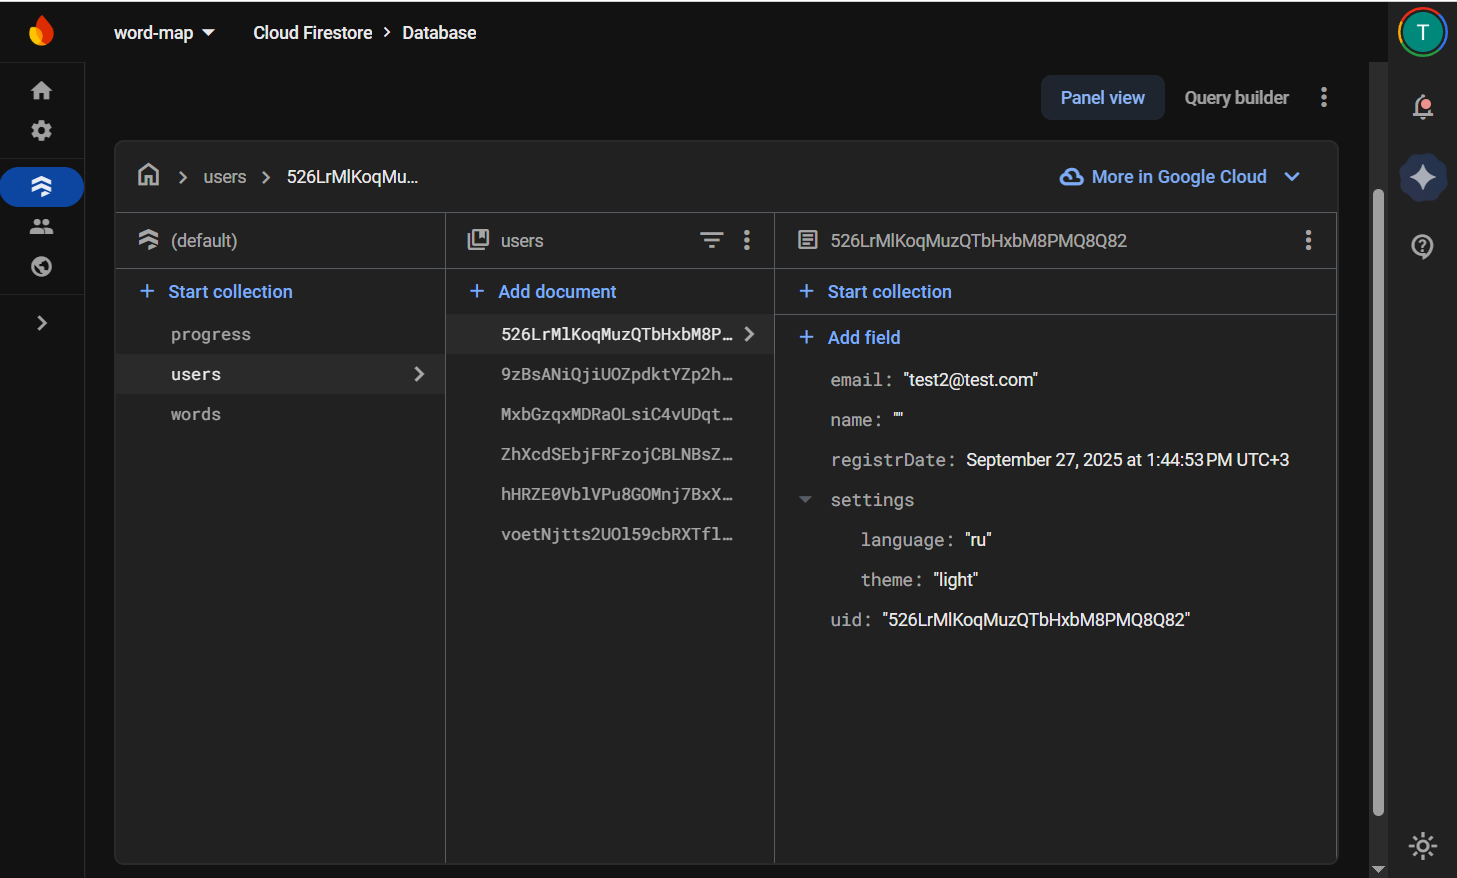 word-map Cloud Firestore Database
T
Panel view Query builder
users 526LrMlKoqMu... More in Google Cloud
(default) users 526LrMlKoqMuzQTbHxbM8PMQ8Q82
Start collection Add document Start collection
progress 526LrMlKoqMuzQTbHxbM8P... Add field
users 9zBsANiQjiUOZpdktYZp2h... email: "test2@test.com"
words MxbGzqxMDRaOLsiC4vUDqt... name: ""
ZhXcdSEbjFRFzojCBLNBsZ... registrDate: September 27, 2025 at 1:44:53 PM UTC+3
hHRZE0VblVPu8GOMnj7BxX... settings
voetNjtts2UOl59cbRXTfl... language: "ru"
theme: "light"
uid: "526LrMlKoqMuzQTbHxbM8PMQ8Q82"